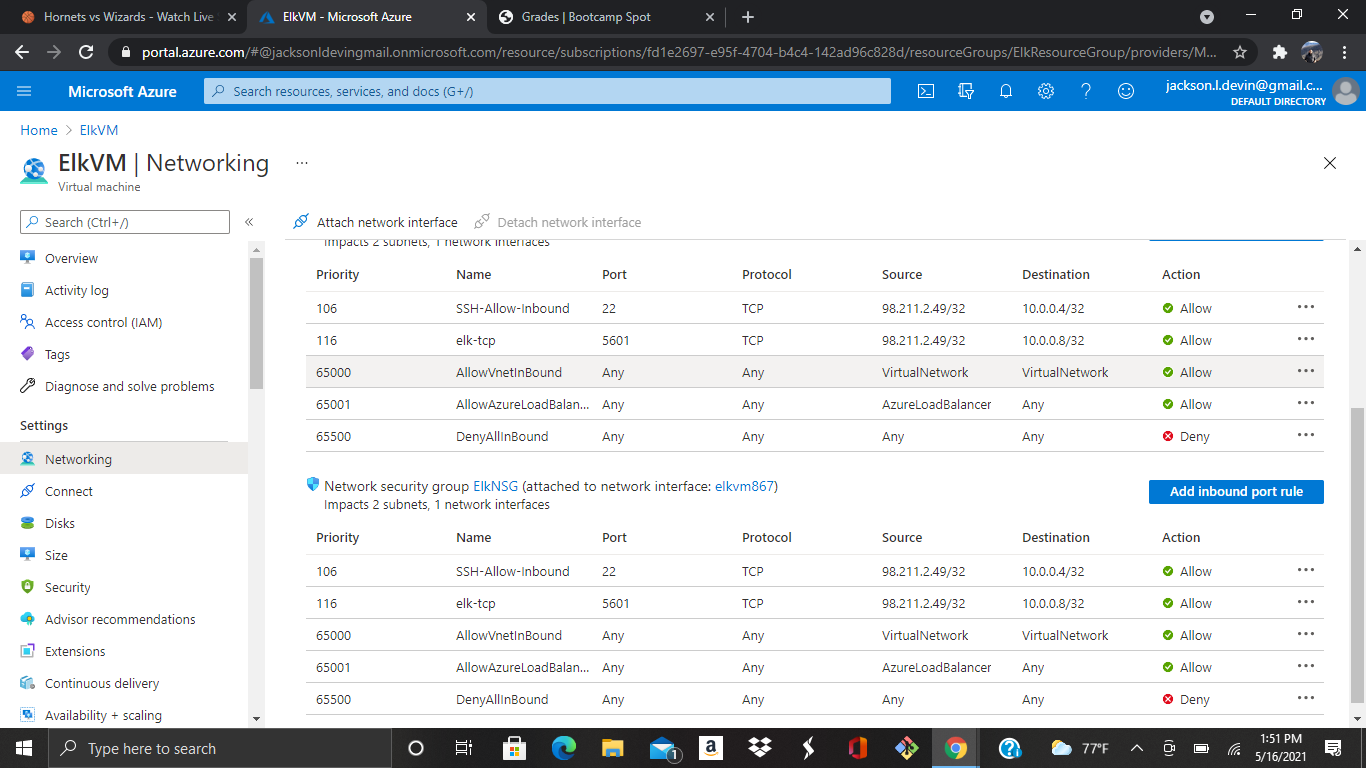 Hornets vs Wizards - Watch Live
ElkVM - Microsoft Azure
Grades | Bootcamp Spot
portal.azure.com/#@jacksonldevingmail.onmicrosoft.com/resource/subscriptions/fd1e2697-e95f-4704-b4c4-142ad96c828d/resourceGroups/ElkResourceGroup/providers/M...
Microsoft Azure
Search resources, services, and docs (G+/)
jackson.l.devin@gmail.c...
DEFAULT DIRECTORY
Home > ElkVM
ElkVM | Networking ...
Virtual machine
Search (Ctrl+/)
«
Overview
Activity log
Access control (IAM)
Tags
Diagnose and solve problems
Settings
Networking
Connect
Disks
Size
Security
Advisor recommendations
Extensions
Continuous delivery
Availability + scaling
Attach network interface Detach network interface
Impacts 2 subnets, 1 network interfaces
Priority Name Port Protocol Source Destination Action
106 SSH-Allow-Inbound 22 TCP 98.211.2.49/32 10.0.0.4/32 Allow ...
116 elk-tcp 5601 TCP 98.211.2.49/32 10.0.0.8/32 Allow ...
65000 AllowVnetInBound Any Any VirtualNetwork VirtualNetwork Allow ...
65001 AllowAzureLoadBalan... Any Any AzureLoadBalancer Any Allow ...
65500 DenyAllInBound Any Any Any Any Deny ...
Network security group ElkNSG (attached to network interface: elkvm867)
Impacts 2 subnets, 1 network interfaces
Add inbound port rule
Priority Name Port Protocol Source Destination Action
106 SSH-Allow-Inbound 22 TCP 98.211.2.49/32 10.0.0.4/32 Allow ...
116 elk-tcp 5601 TCP 98.211.2.49/32 10.0.0.8/32 Allow ...
65000 AllowVnetInBound Any Any VirtualNetwork VirtualNetwork Allow ...
65001 AllowAzureLoadBalan... Any Any AzureLoadBalancer Any Allow ...
65500 DenyAllInBound Any Any Any Any Deny ...
Type here to search
1
77°F
1:51 PM
5/16/2021